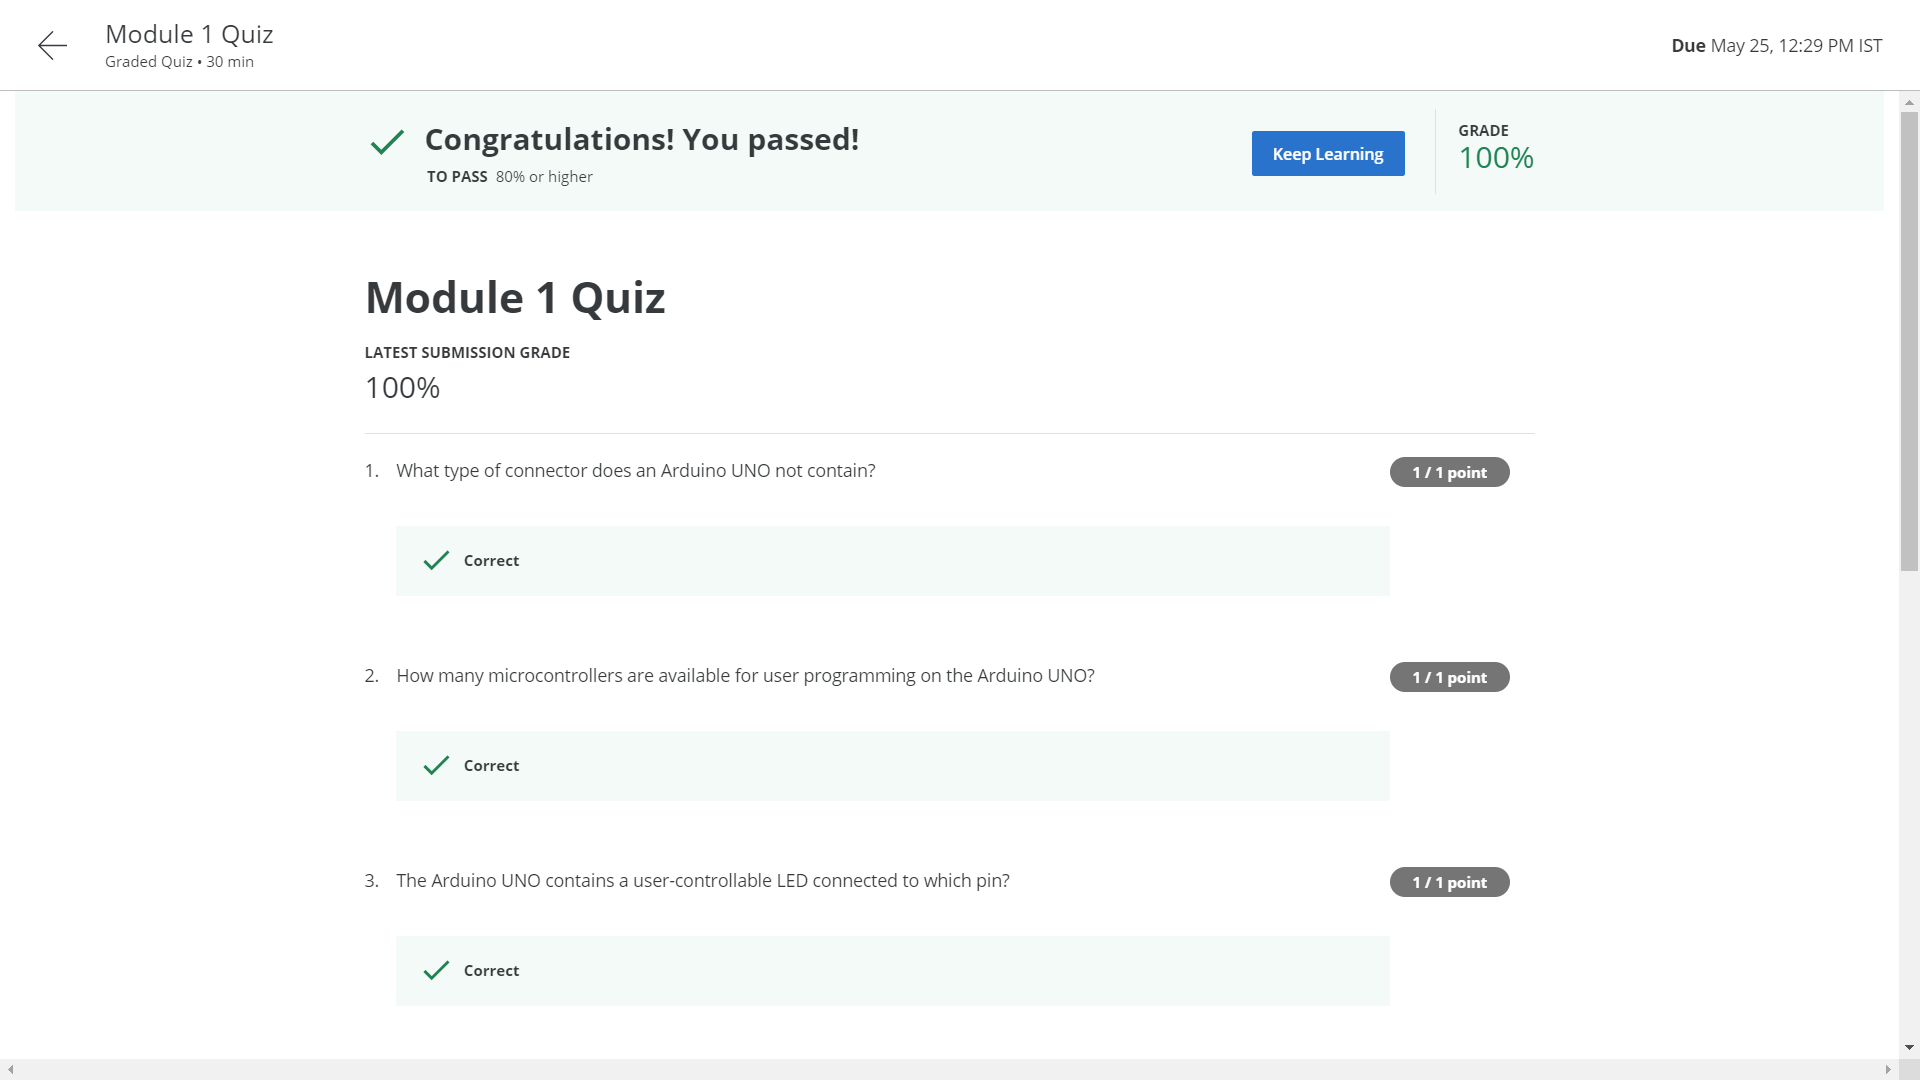 Module 1 Quiz
Graded Quiz • 30 min
Due May 25, 12:29 PM IST
Congratulations! You passed!
TO PASS 80% or higher
Keep Learning
GRADE
100%
Module 1 Quiz
LATEST SUBMISSION GRADE
100%
1. What type of connector does an Arduino UNO not contain?
1 / 1 point
Correct
2. How many microcontrollers are available for user programming on the Arduino UNO?
1 / 1 point
Correct
3. The Arduino UNO contains a user-controllable LED connected to which pin?
1 / 1 point
Correct